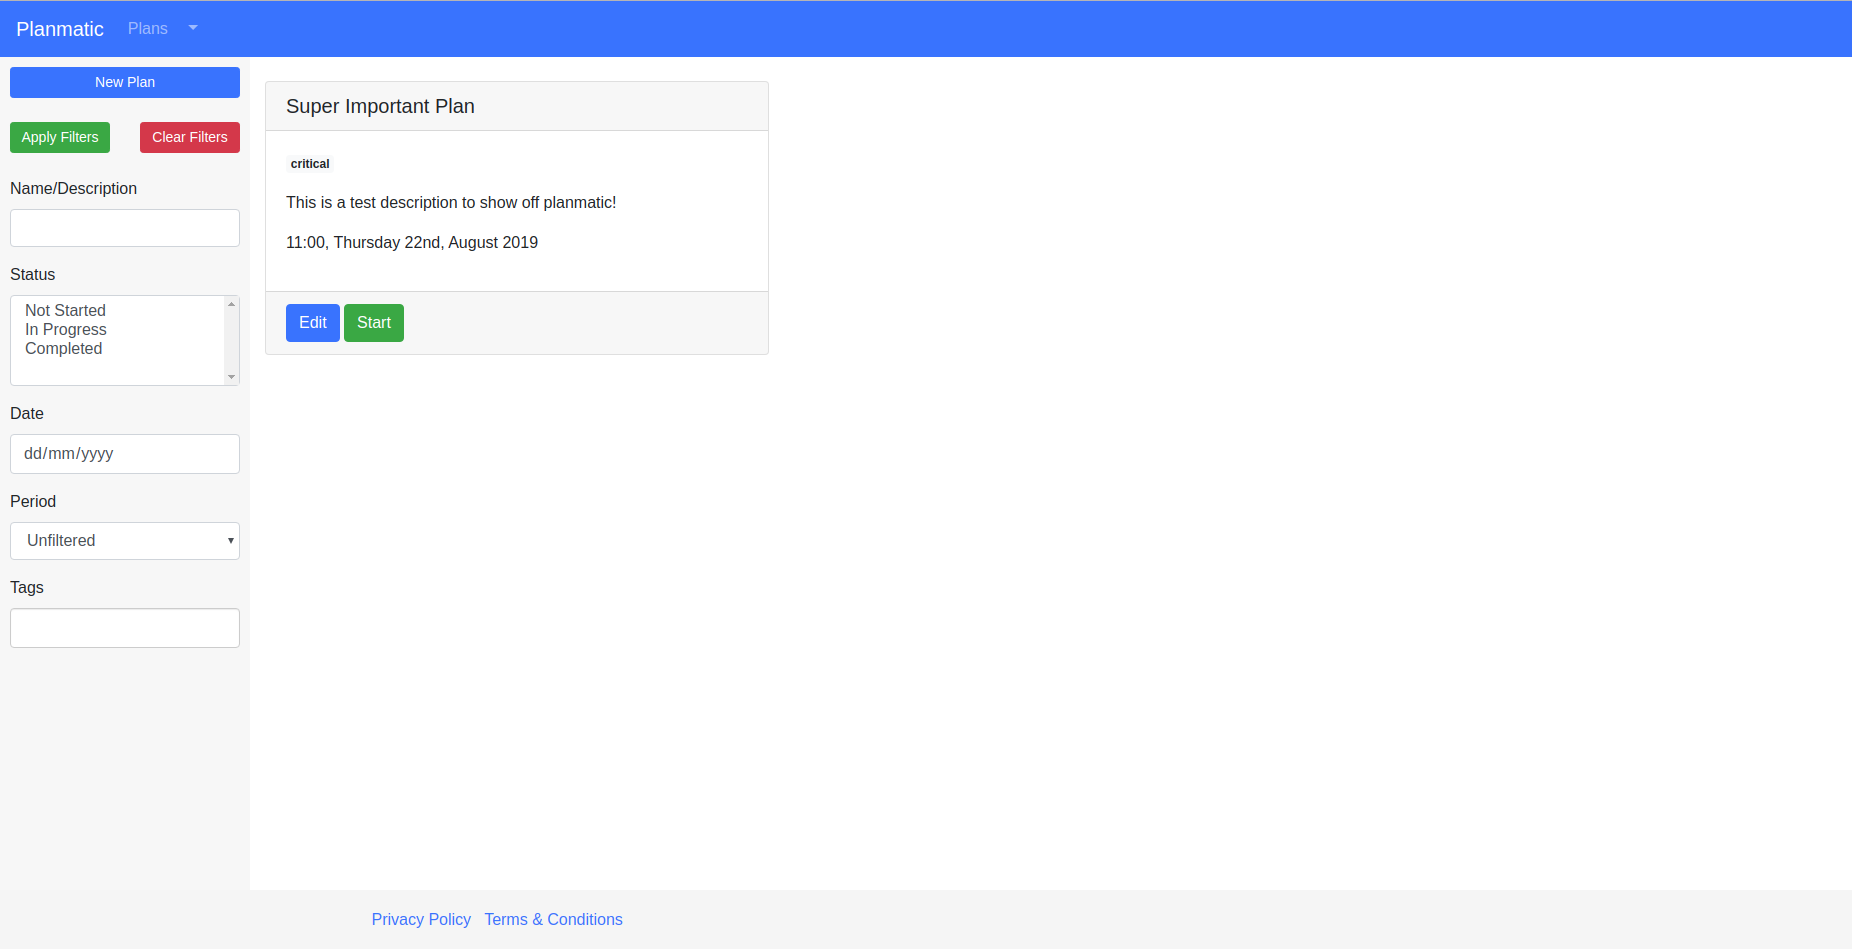 Planmatic Plans
New Plan
Apply Filters Clear Filters
Name/Description
Status
Not Started
In Progress
Completed
Date
dd/mm/yyyy
Period
Unfiltered
Tags
Super Important Plan
critical
This is a test description to show off planmatic!
11:00, Thursday 22nd, August 2019
Edit Start
Privacy Policy Terms & Conditions